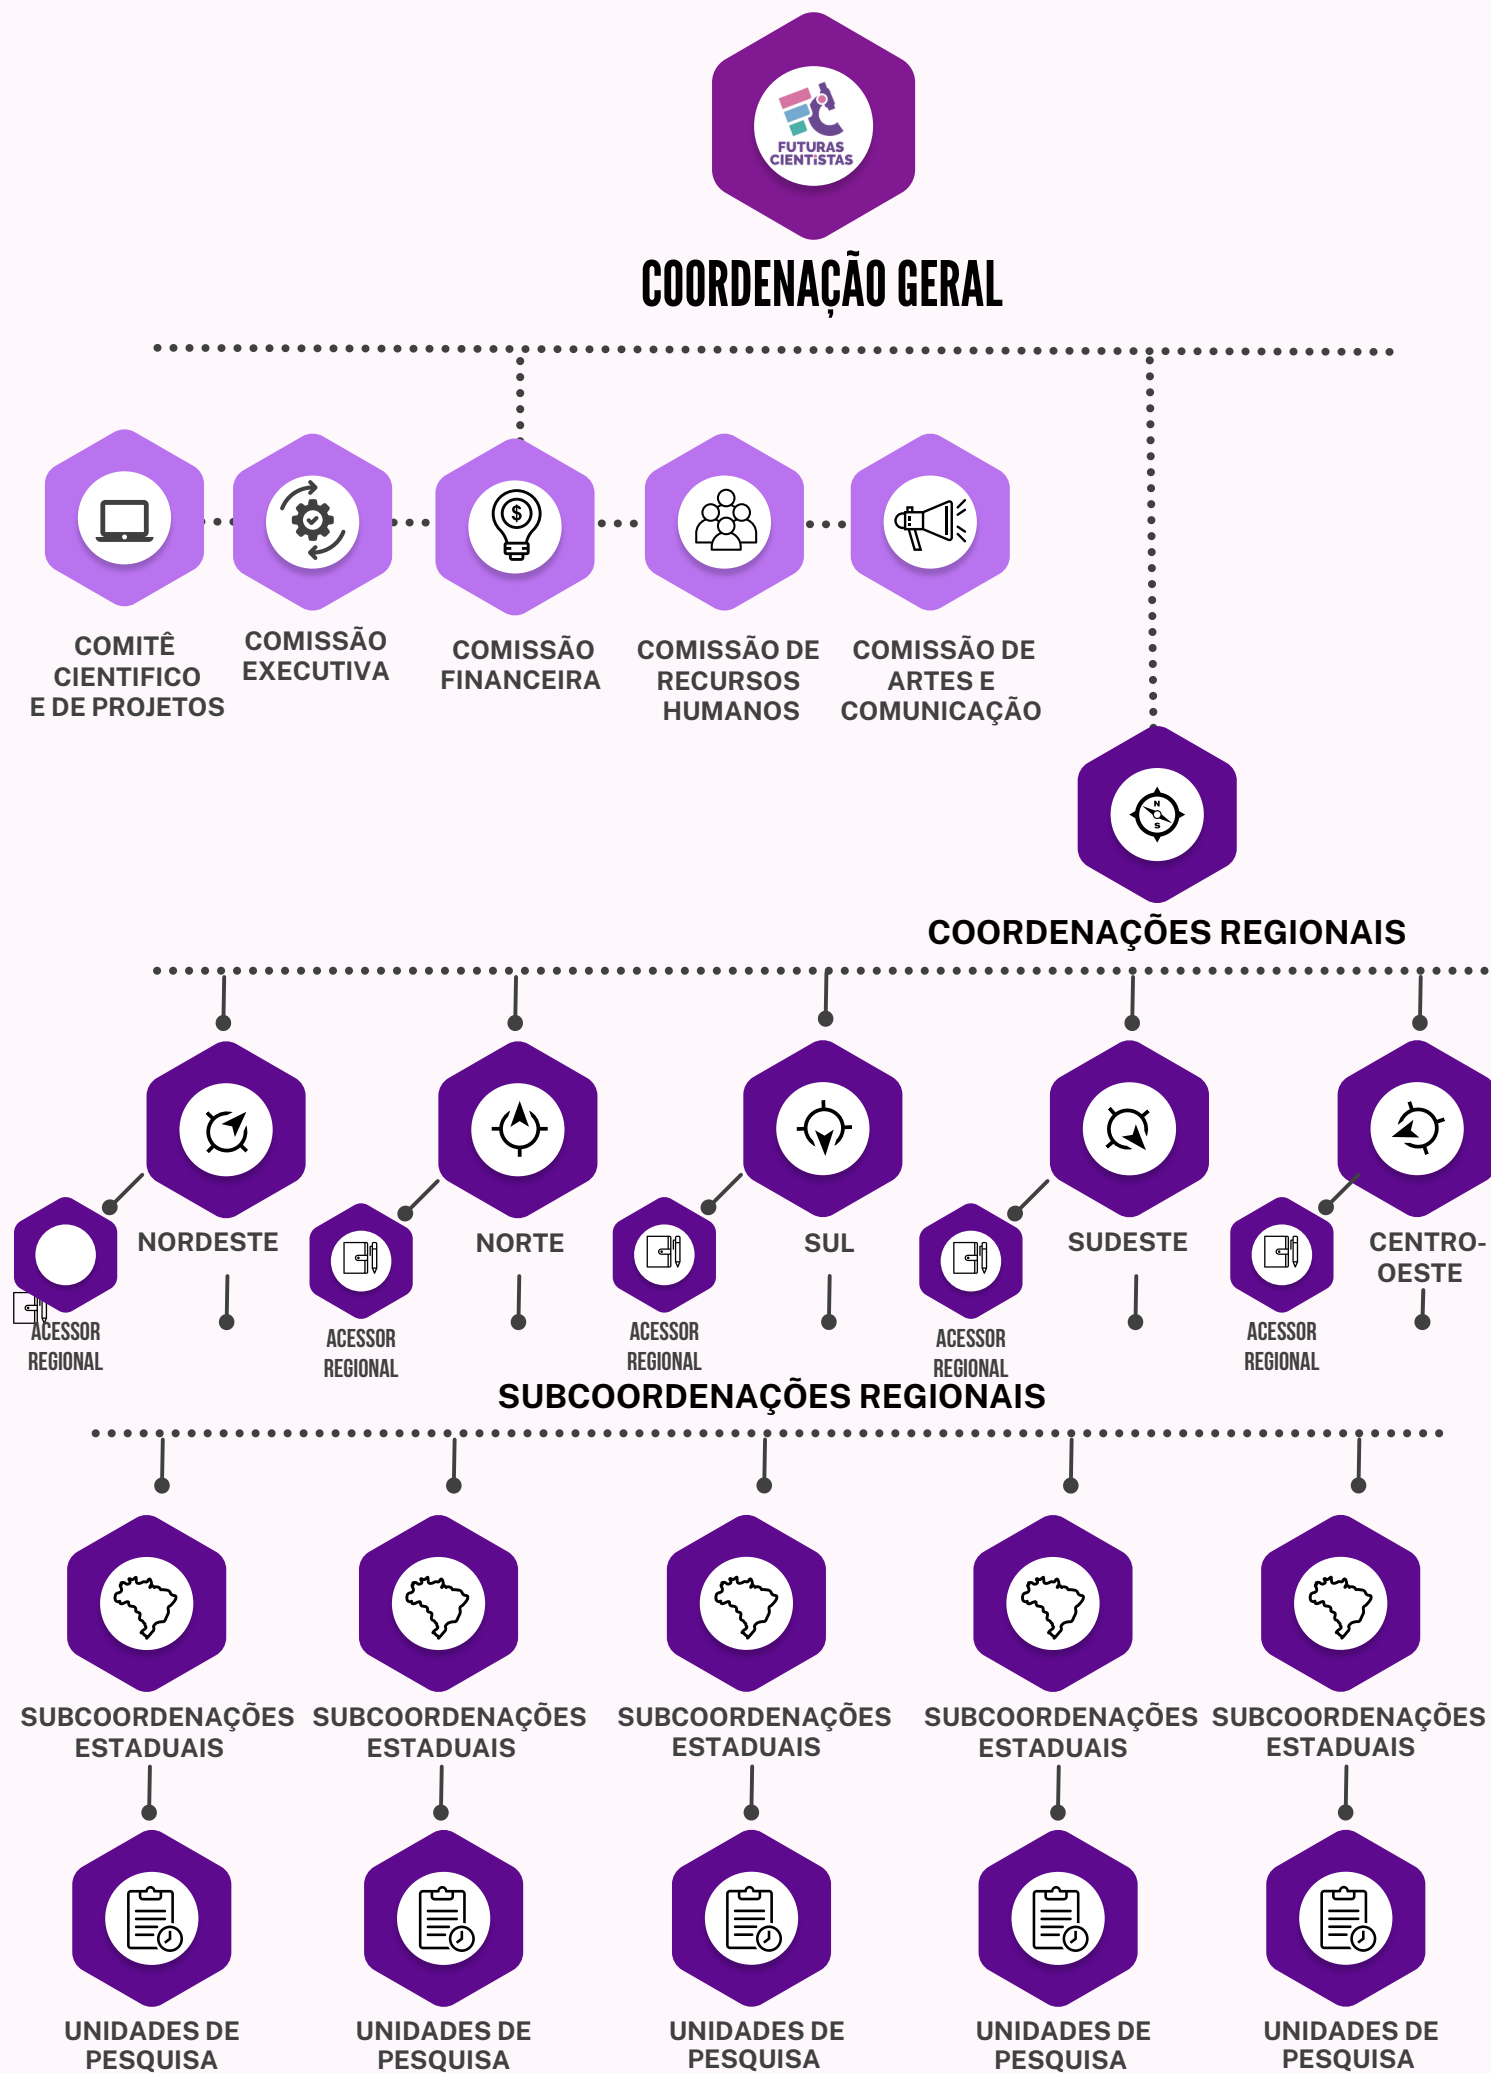 FUTURAS
CIENTiSTAS
COORDENAÇÃO GERAL
$
COMITÊ
CIENTIFICO
E DE PROJETOS
COMISSÃO
EXECUTIVA
COMISSÃO
FINANCEIRA
COMISSÃO DE
RECURSOS
HUMANOS
COMISSÃO DE
ARTES E
COMUNICAÇÃO
N
S
COORDENAÇÕES REGIONAIS
NORDESTE
NORTE
SUL
SUDESTE
CENTRO-
OESTE
ACESSOR
REGIONAL
ACESSOR
REGIONAL
ACESSOR
REGIONAL
ACESSOR
REGIONAL
ACESSOR
REGIONAL
SUBCOORDENAÇÕES REGIONAIS
SUBCOORDENAÇÕES
ESTADUAIS
SUBCOORDENAÇÕES
ESTADUAIS
SUBCOORDENAÇÕES
ESTADUAIS
SUBCOORDENAÇÕES
ESTADUAIS
SUBCOORDENAÇÕES
ESTADUAIS
UNIDADES DE
PESQUISA
UNIDADES DE
PESQUISA
UNIDADES DE
PESQUISA
UNIDADES DE
PESQUISA
UNIDADES DE
PESQUISA